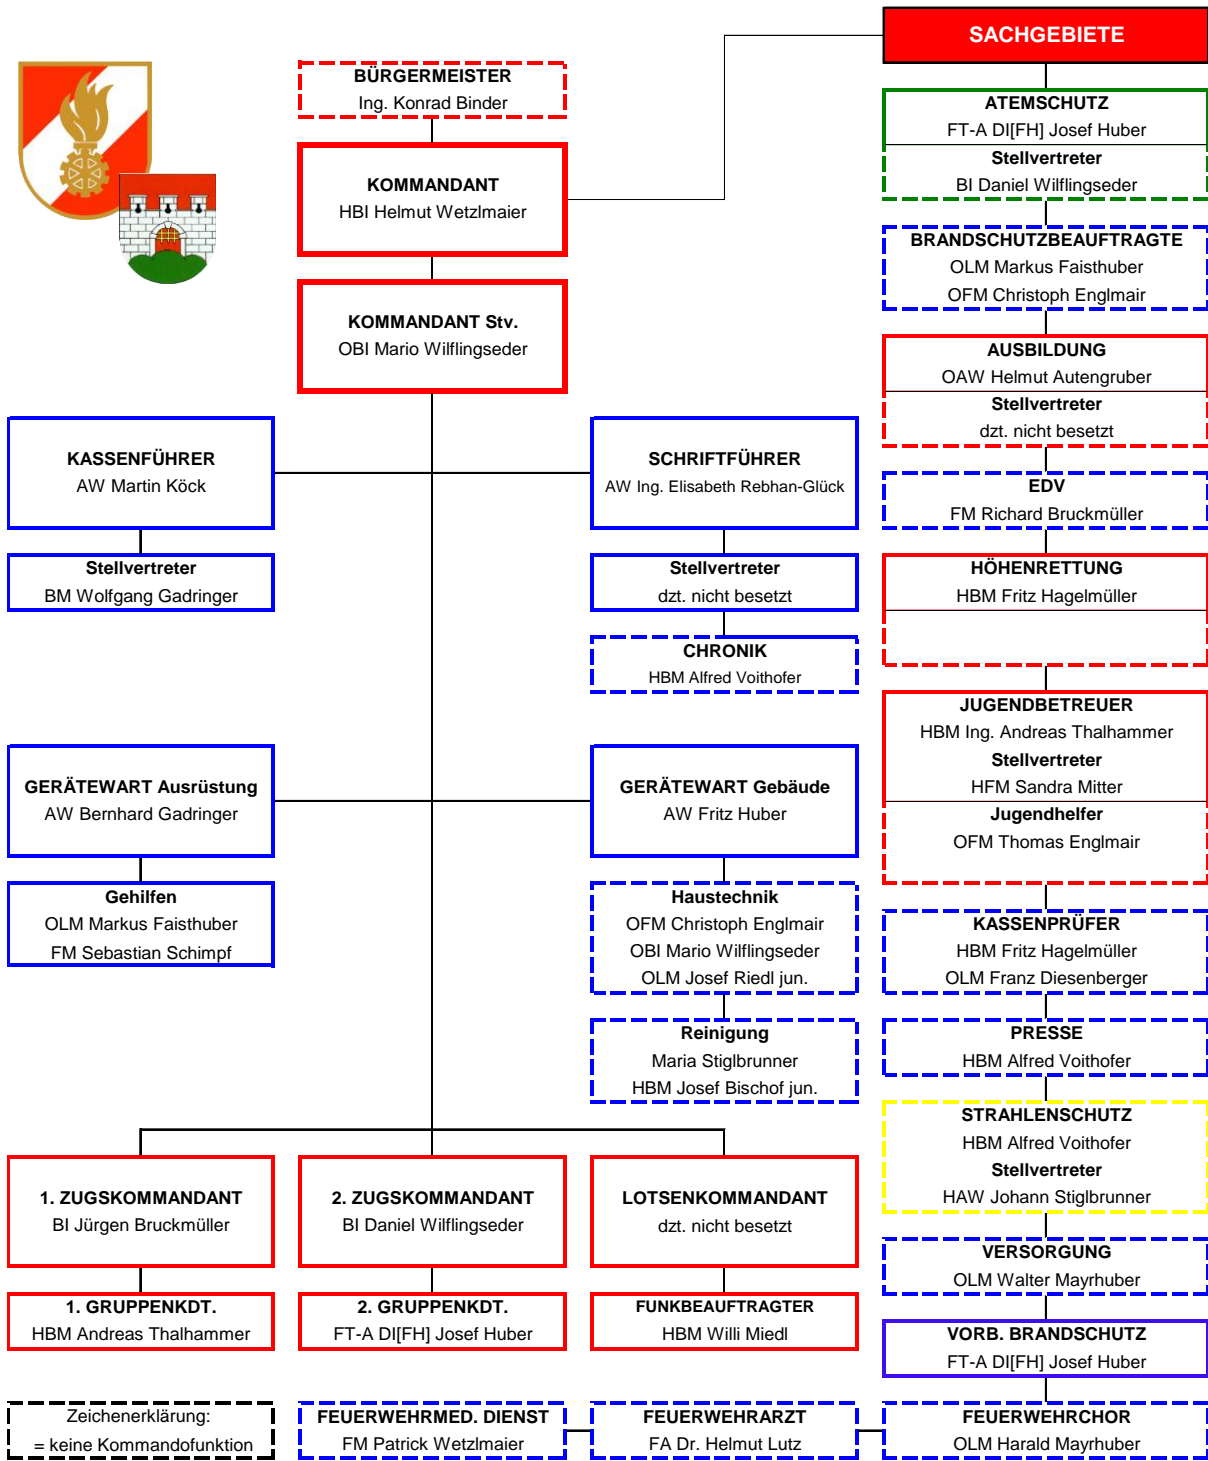 BÜRGERMEISTER
Ing. Konrad Binder
KOMMANDANT
HBI Helmut Wetzlmaier
KOMMANDANT Stv.
OBI Mario Wilflingseder
KASSENFÜHRER
AW Martin Köck
Stellvertreter
BM Wolfgang Gadringer
SCHRIFTFÜHRER
AW Ing. Elisabeth Rebhan-Glück
Stellvertreter
dzt. nicht besetzt
CHRONIK
HBM Alfred Voithofer
GERÄTEWART Ausrüstung
AW Bernhard Gadringer
Gehilfen
OLM Markus Faisthuber
FM Sebastian Schimpf
GERÄTEWART Gebäude
AW Fritz Huber
Haustechnik
OFM Christoph Englmair
OBI Mario Wilflingseder
OLM Josef Riedl jun.
Reinigung
Maria Stiglbrunner
HBM Josef Bischof jun.
1. ZUGSKOMMANDANT
BI Jürgen Bruckmüller
1. GRUPPENKDT.
HBM Andreas Thalhammer
2. ZUGSKOMMANDANT
BI Daniel Wilflingseder
2. GRUPPENKDT.
FT-A DI[FH] Josef Huber
LOTSENKOMMANDANT
dzt. nicht besetzt
FUNKBEAUFTRAGTER
HBM Willi Miedl
SACHGEBIETE
ATEMSCHUTZ
FT-A DI[FH] Josef Huber
Stellvertreter
BI Daniel Wilflingseder
BRANDSCHUTZBEAUFTRAGTE
OLM Markus Faisthuber
OFM Christoph Englmair
AUSBILDUNG
OAW Helmut Autengruber
Stellvertreter
dzt. nicht besetzt
EDV
FM Richard Bruckmüller
HÖHENRETTUNG
HBM Fritz Hagelmüller
JUGENDBETREUER
HBM Ing. Andreas Thalhammer
Stellvertreter
HFM Sandra Mitter
Jugendhelfer
OFM Thomas Englmair
KASSENPRÜFER
HBM Fritz Hagelmüller
OLM Franz Diesenberger
PRESSE
HBM Alfred Voithofer
STRAHLENSCHUTZ
HBM Alfred Voithofer
Stellvertreter
HAW Johann Stiglbrunner
VERSORGUNG
OLM Walter Mayrhuber
VORB. BRANDSCHUTZ
FT-A DI[FH] Josef Huber
FEUERWEHRCHOR
OLM Harald Mayrhuber
FEUERWEHRARZT
FA Dr. Helmut Lutz
FEUERWEHRMED. DIENST
FM Patrick Wetzlmaier
Zeichenerklärung:
= keine Kommandofunktion